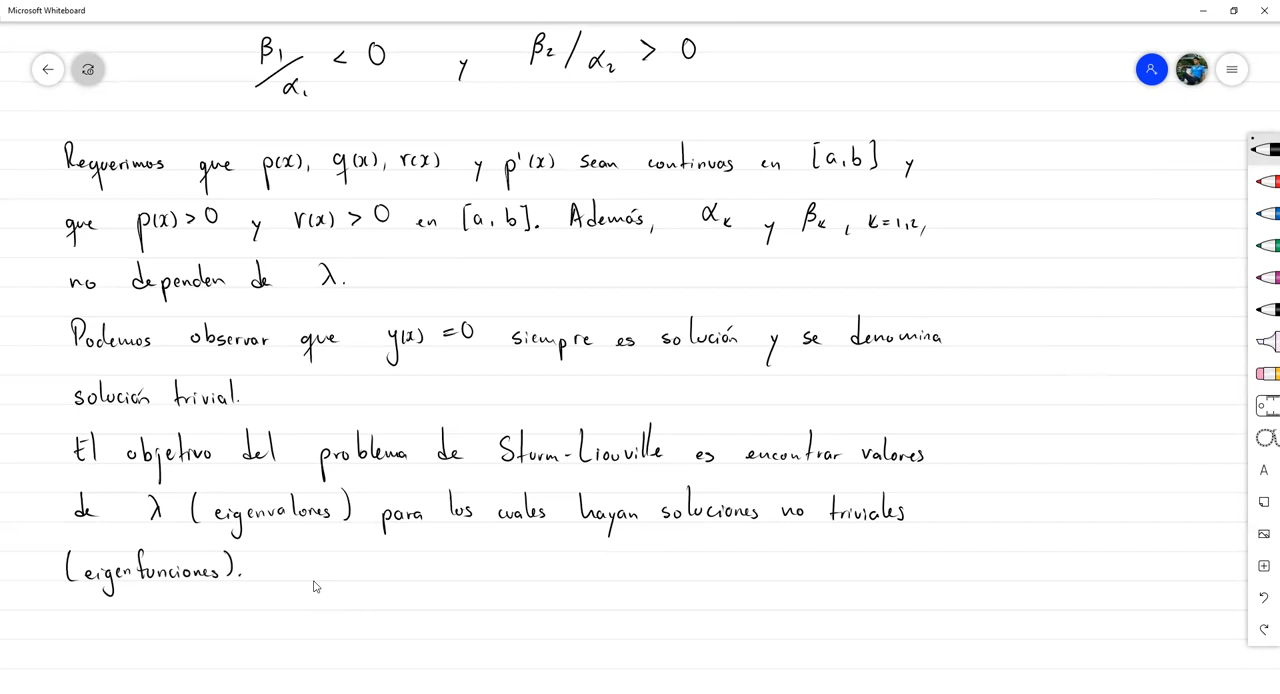 Microsoft Whiteboard
β₁/α₁ < 0 y β₂/α₂ > 0
Requerimos que p(x), q(x), r(x) y p'(x) sean continuas en [a,b] y
que p(x)>0 y r(x)>0 en [a,b]. Además, αₖ y βₖ, k=1,2,
no dependen de λ.
Podemos observar que y(x)=0 siempre es solución y se denomina
solución trivial.
El objetivo del problema de Sturm-Liouville es encontrar valores
de λ (eigenvalores) para los cuales hayan soluciones no triviales
(eigenfunciones).